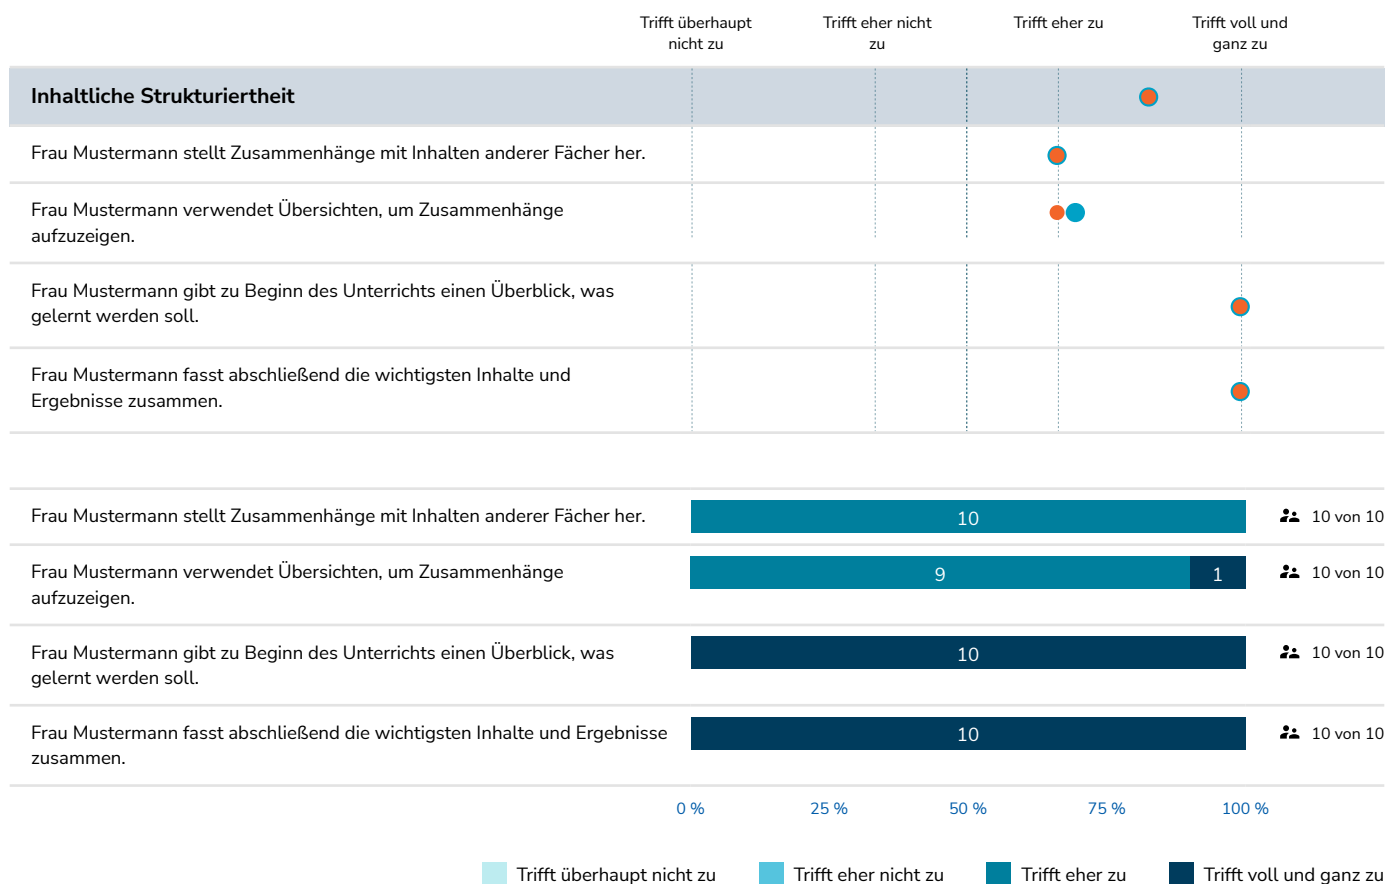 Trifft überhaupt nicht zu
Trifft eher nicht zu
Trifft eher zu
Trifft voll und ganz zu
Inhaltliche Strukturiertheit
Frau Mustermann stellt Zusammenhänge mit Inhalten anderer Fächer her.
Frau Mustermann verwendet Übersichten, um Zusammenhänge
aufzuzeigen.
Frau Mustermann gibt zu Beginn des Unterrichts einen Überblick, was
gelernt werden soll.
Frau Mustermann fasst abschließend die wichtigsten Inhalte und
Ergebnisse zusammen.
Frau Mustermann stellt Zusammenhänge mit Inhalten anderer Fächer her.
10
10 von 10
Frau Mustermann verwendet Übersichten, um Zusammenhänge
aufzuzeigen.
9
1
10 von 10
Frau Mustermann gibt zu Beginn des Unterrichts einen Überblick, was
gelernt werden soll.
10
10 von 10
Frau Mustermann fasst abschließend die wichtigsten Inhalte und Ergebnisse
zusammen.
10
10 von 10
0 %
25 %
50 %
75 %
100 %
Trifft überhaupt nicht zu
Trifft eher nicht zu
Trifft eher zu
Trifft voll und ganz zu